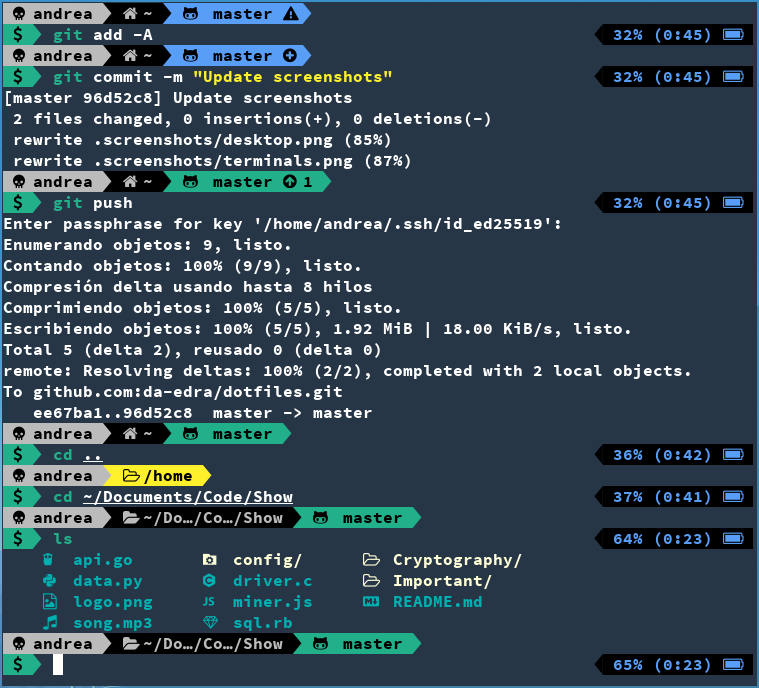 andrea ~ master
$ git add -A 32% (0:45)
andrea ~ master
$ git commit -m "Update screenshots" 32% (0:45)
[master 96d52c8] Update screenshots
2 files changed, 0 insertions(+), 0 deletions(-)
rewrite .screenshots/desktop.png (85%)
rewrite .screenshots/terminals.png (87%)
andrea ~ master 1
$ git push 32% (0:45)
Enter passphrase for key '/home/andrea/.ssh/id_ed25519':
Enumerando objetos: 9, listo.
Contando objetos: 100% (9/9), listo.
Compresión delta usando hasta 8 hilos
Comprimiendo objetos: 100% (5/5), listo.
Escribiendo objetos: 100% (5/5), 1.92 MiB | 18.00 KiB/s, listo.
Total 5 (delta 2), reusado 0 (delta 0)
remote: Resolving deltas: 100% (2/2), completed with 2 local objects.
To github.com:da-edra/dotfiles.git
ee67ba1..96d52c8 master -> master
andrea ~ master
$ cd .. 36% (0:42)
andrea /home
$ cd ~/Documents/Code/Show 37% (0:41)
andrea ~/Do…/Co…/Show master
$ ls 64% (0:23)
api.go config/ Cryptography/
data.py driver.c Important/
logo.png JS miner.js MD README.md
song.mp3 sql.rb
andrea ~/Do…/Co…/Show master
$ 65% (0:23)